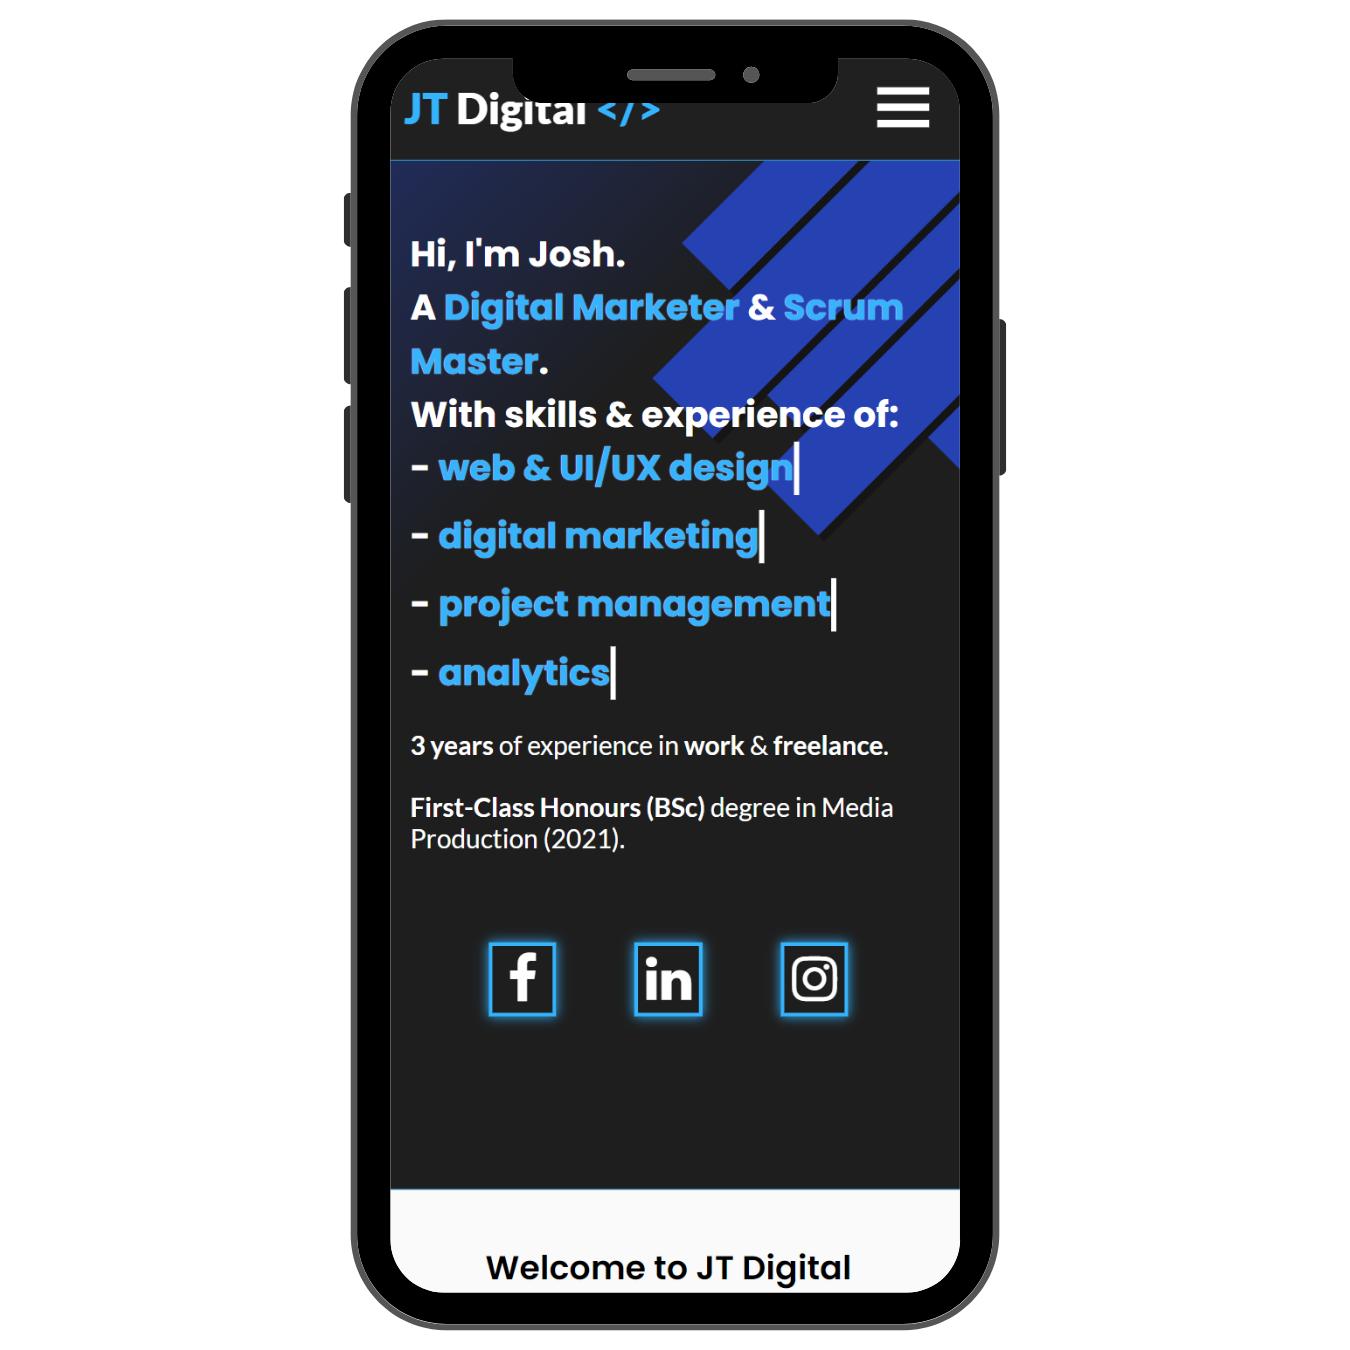 JT Digital </>
Hi, I'm Josh.
A Digital Marketer & Scrum
Master.
With skills & experience of:
- web & UI/UX design
- digital marketing
- project management
- analytics
3 years of experience in work & freelance.
First-Class Honours (BSc) degree in Media
Production (2021).
f in
Welcome to JT Digital